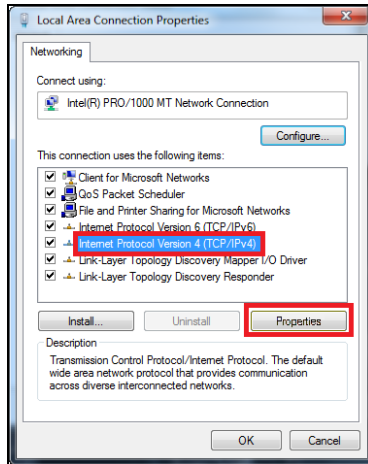 Local Area Connection Properties
Networking
Connect using:
Intel(R) PRO/1000 MT Network Connection
Configure...
This connection uses the following items:
Client for Microsoft Networks
QoS Packet Scheduler
File and Printer Sharing for Microsoft Networks
Internet Protocol Version 6 (TCP/IPv6)
Internet Protocol Version 4 (TCP/IPv4)
Link-Layer Topology Discovery Mapper I/O Driver
Link-Layer Topology Discovery Responder
Install...
Uninstall
Properties
Description
Transmission Control Protocol/Internet Protocol. The default
wide area network protocol that provides communication
across diverse interconnected networks.
OK
Cancel